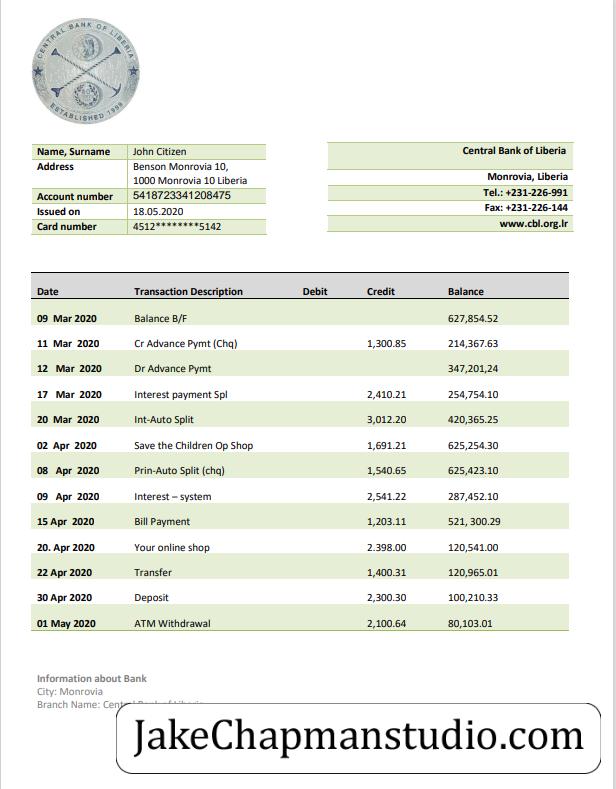 CENTRAL BANK OF LIBERIA
ESTABLISHED 1999
Name, Surname John Citizen
Address Benson Monrovia 10,
1000 Monrovia 10 Liberia
Account number 5418723341208475
Issued on 18.05.2020
Card number 4512********5142
Central Bank of Liberia
Monrovia, Liberia
Tel.: +231-226-991
Fax: +231-226-144
www.cbl.org.lr
Date Transaction Description Debit Credit Balance
09 Mar 2020 Balance B/F 627,854.52
11 Mar 2020 Cr Advance Pymt (Chq) 1,300.85 214,367.63
12 Mar 2020 Dr Advance Pymt 347,201,24
17 Mar 2020 Interest payment Spl 2,410.21 254,754.10
20 Mar 2020 Int-Auto Split 3,012.20 420,365.25
02 Apr 2020 Save the Children Op Shop 1,691.21 625,254.30
08 Apr 2020 Prin-Auto Split (chq) 1,540.65 625,423.10
09 Apr 2020 Interest – system 2,541.22 287,452.10
15 Apr 2020 Bill Payment 1,203.11 521, 300.29
20. Apr 2020 Your online shop 2.398.00 120,541.00
22 Apr 2020 Transfer 1,400.31 120,965.01
30 Apr 2020 Deposit 2,300.30 100,210.33
01 May 2020 ATM Withdrawal 2,100.64 80,103.01
Information about Bank
City: Monrovia
Branch Name: Central Bank of Liberia
JakeChapmanstudio.com